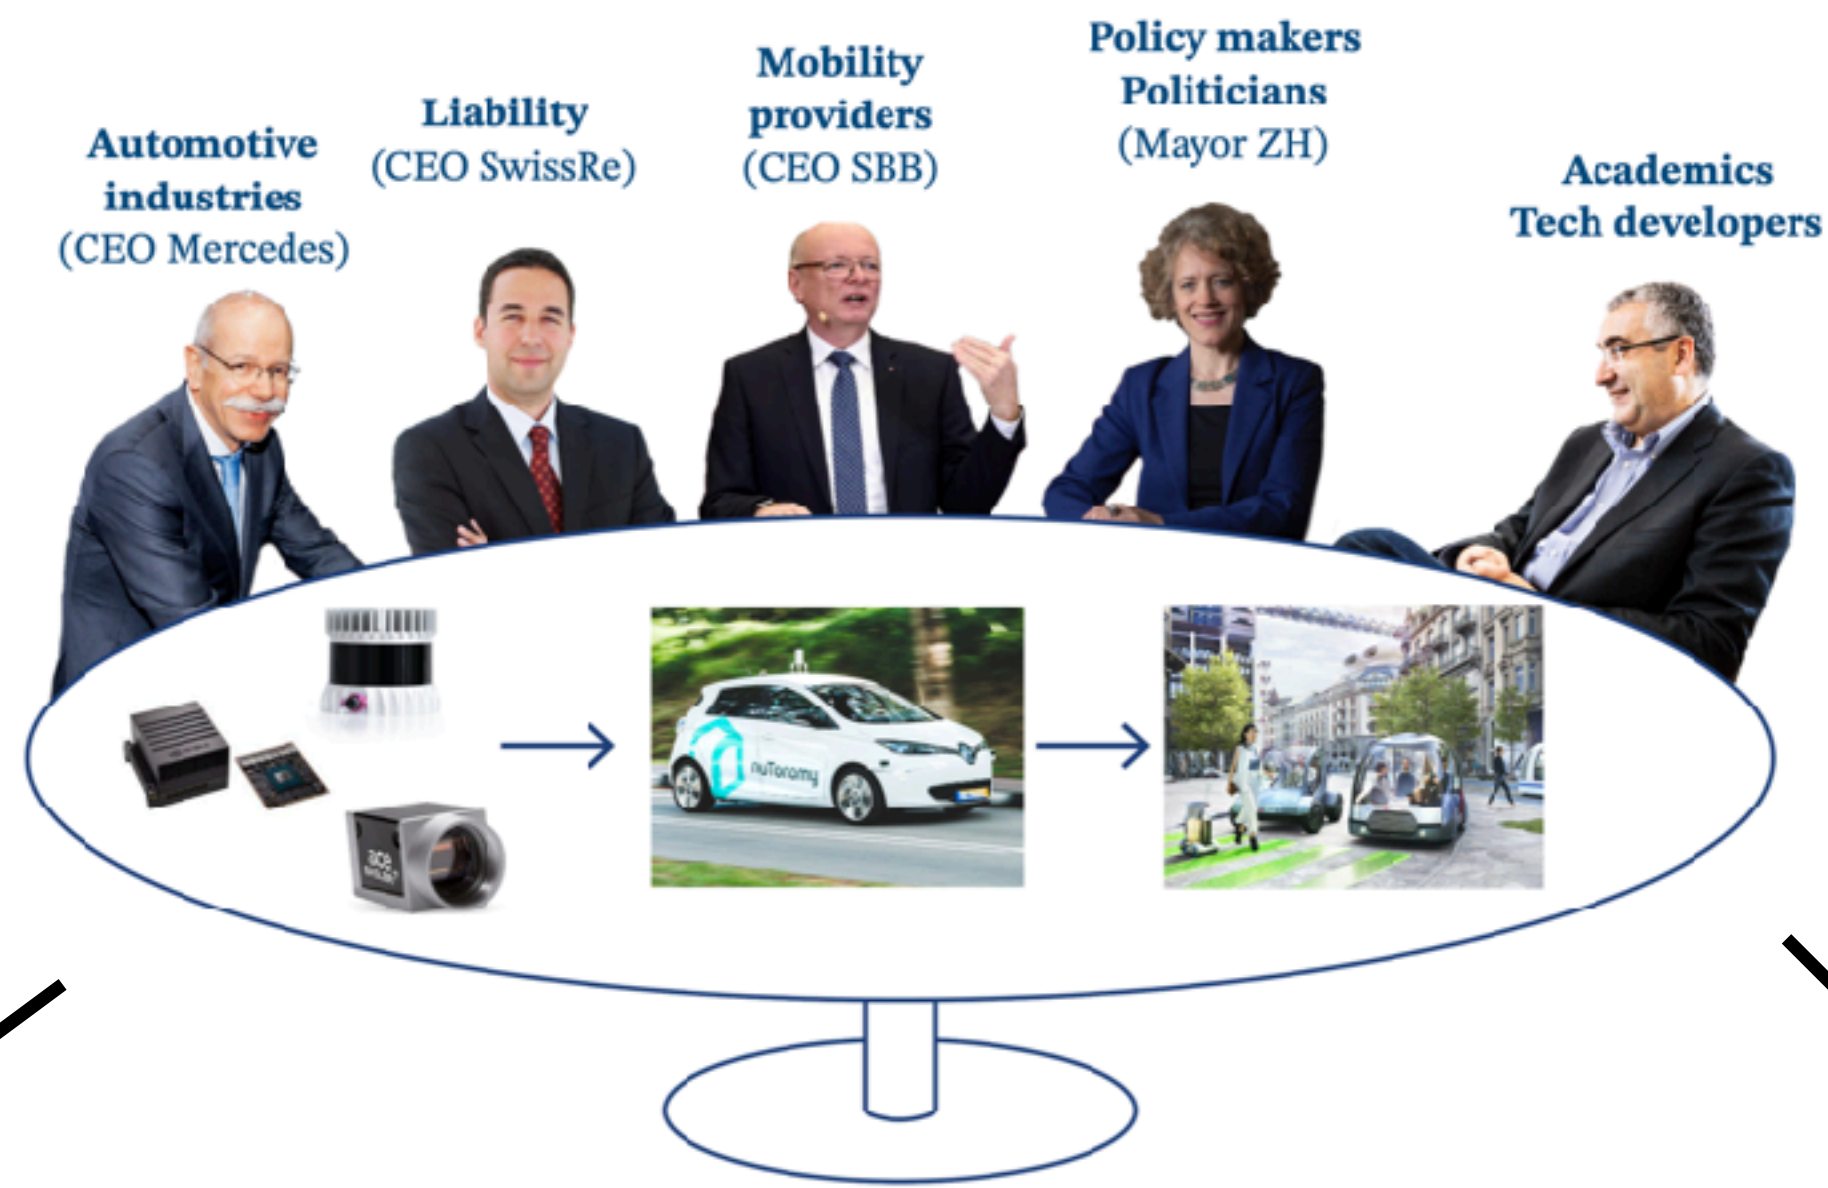 Automotive
industries
(CEO Mercedes)
Liability
(CEO SwissRe)
Mobility
providers
(CEO SBB)
Policy makers
Politicians
(Mayor ZH)
Academics
Tech developers
nuTonomy
ace